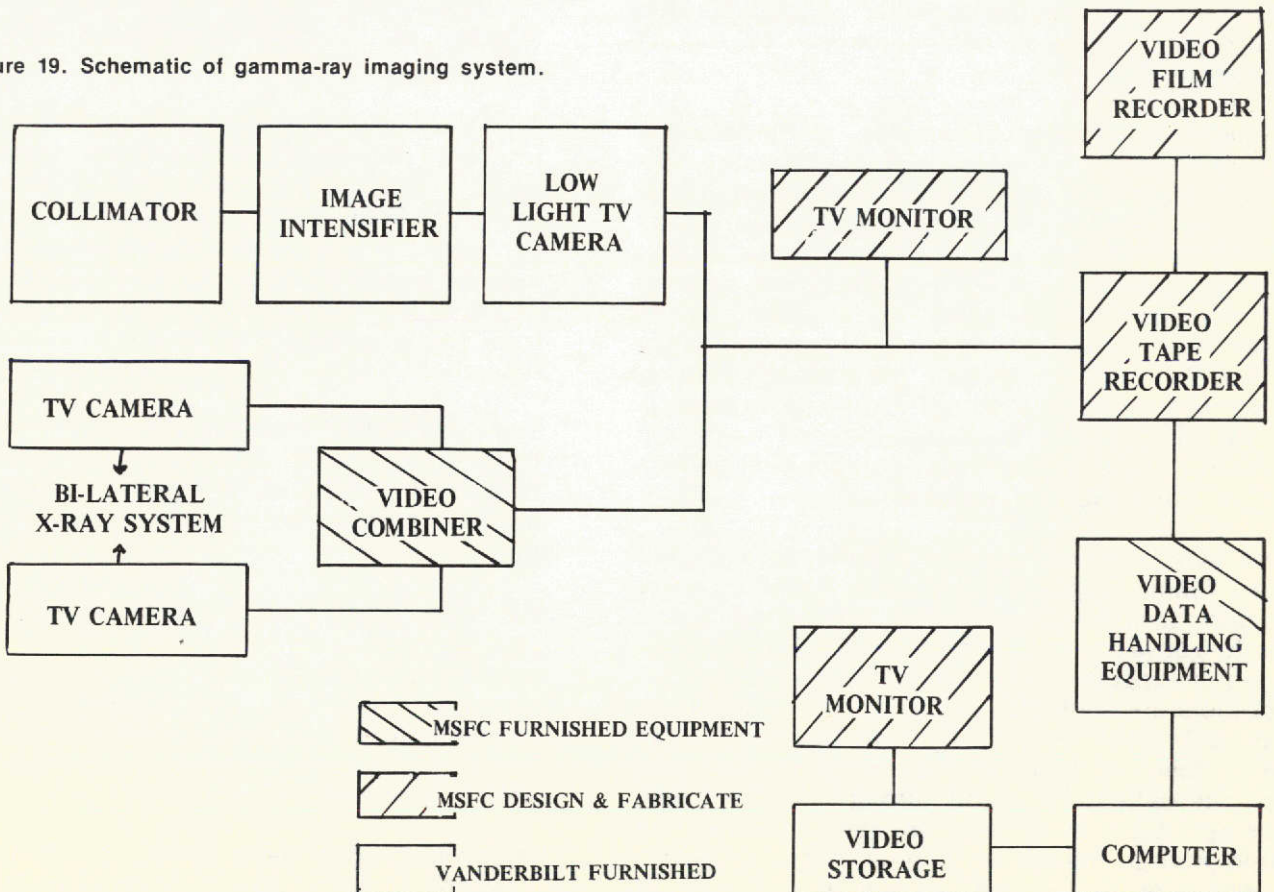 ure 19. Schematic of gamma-ray imaging system.
VIDEO
FILM
RECORDER
COLLIMATOR
IMAGE
INTENSIFIER
LOW
LIGHT TV
CAMERA
TV MONITOR
VIDEO
TAPE
RECORDER
TV CAMERA
BI-LATERAL
X-RAY SYSTEM
TV CAMERA
VIDEO
COMBINER
VIDEO
DATA
HANDLING
EQUIPMENT
TV
MONITOR
MSFC FURNISHED EQUIPMENT
MSFC DESIGN & FABRICATE
VANDERBILT FURNISHED
VIDEO
STORAGE
COMPUTER